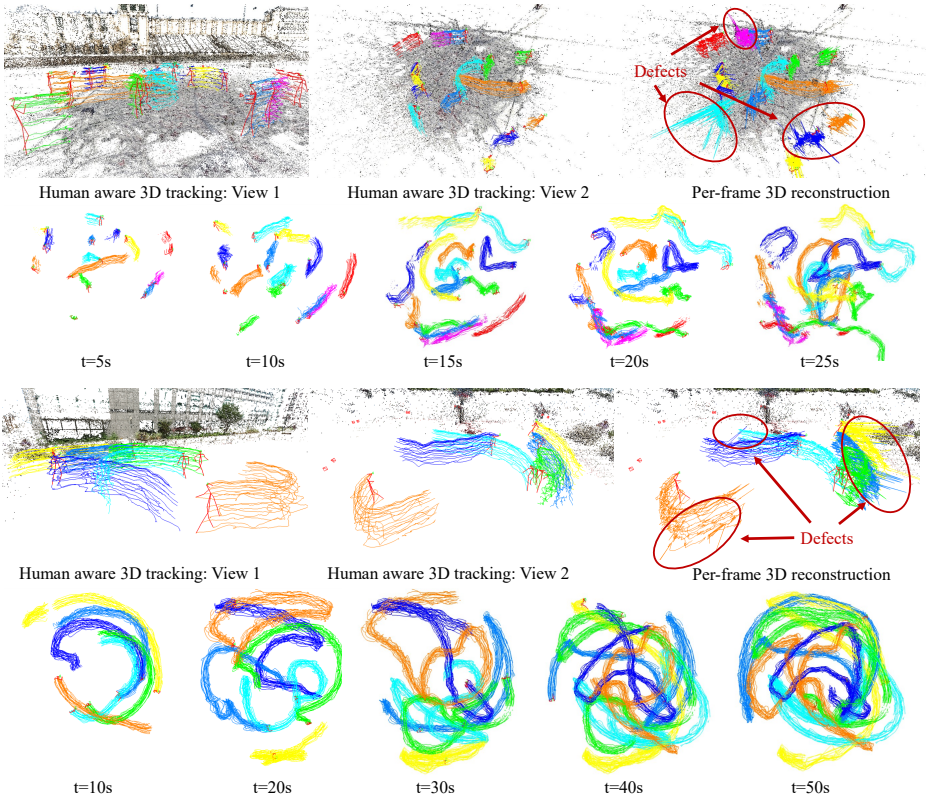 Defects
Human aware 3D tracking: View 1
Human aware 3D tracking: View 2
Per-frame 3D reconstruction
t=5s
t=10s
t=15s
t=20s
t=25s
Defects
Human aware 3D tracking: View 1
Human aware 3D tracking: View 2
Per-frame 3D reconstruction
t=10s
t=20s
t=30s
t=40s
t=50s